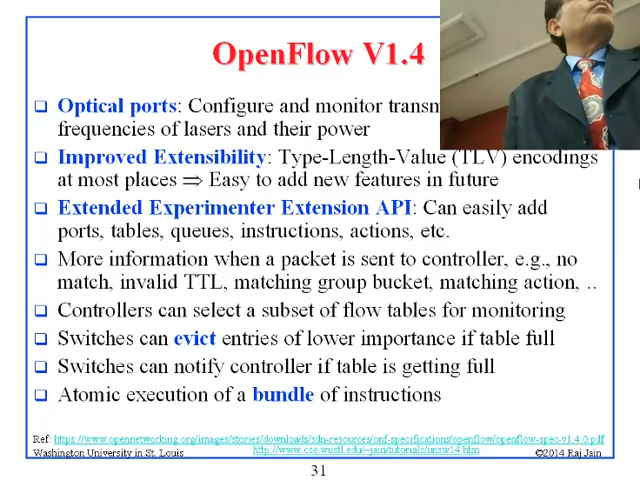 OpenFlow V1.4
❑ Optical ports: Configure and monitor
frequencies of lasers and their power
❑ Improved Extensibility: Type-Length-Value (TLV) encodings
at most places ⇒ Easy to add new features in future
❑ Extended Experimenter Extension API: Can easily add
ports, tables, queues, instructions, actions, etc.
❑ More information when a packet is sent to controller, e.g., no
match, invalid TTL, matching group bucket, matching action, ..
❑ Controllers can select a subset of flow tables for monitoring
❑ Switches can evict entries of lower importance if table full
❑ Switches can notify controller if table is getting full
❑ Atomic execution of a bundle of instructions
Ref: https://www.opennetworking.org/images/stories/downloads/sdn-resources/onf-specifications/openflow/openflow-spec-v1.4.0.pdf
Washington University in St. Louis http://www.cse.wustl.edu/~jain/tutorials/unsw14.htm ©2014 Raj Jain
31